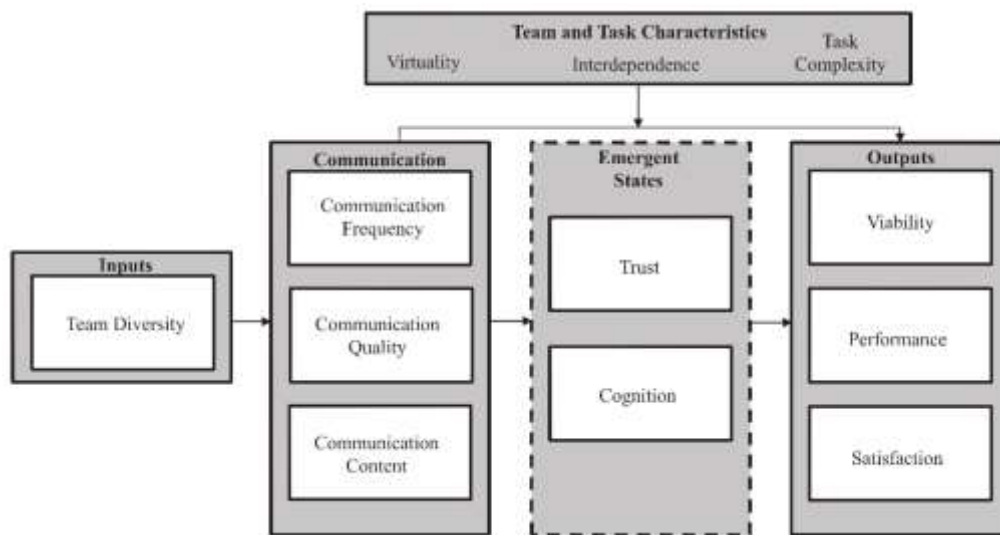 Team and Task Characteristics
Virtuality
Interdependence
Task
Complexity
Communication
Communication
Frequency
Communication
Quality
Communication
Content
Emergent
States
Trust
Cognition
Outputs
Viability
Performance
Satisfaction
Inputs
Team Diversity